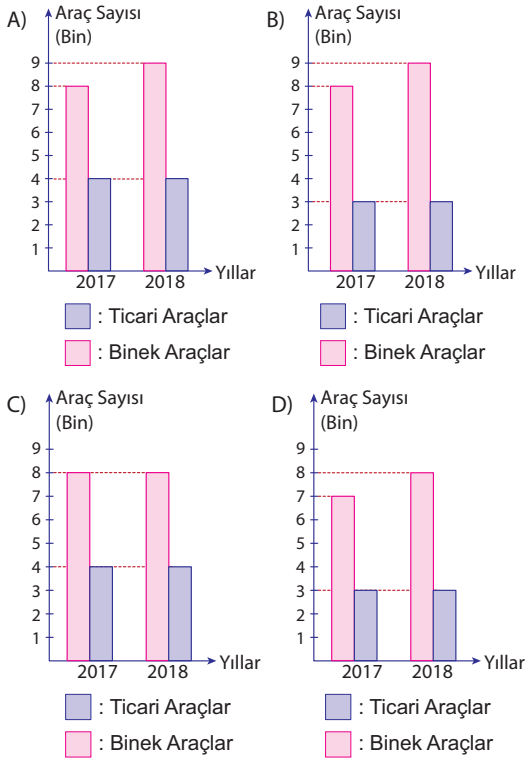 A)
Araç Sayısı
(Bin)
9
8
7
6
5
4
3
2
1
2017
2018
Yıllar
: Ticari Araçlar
: Binek Araçlar
B)
Araç Sayısı
(Bin)
9
8
7
6
5
4
3
2
1
2017
2018
Yıllar
: Ticari Araçlar
: Binek Araçlar
C)
Araç Sayısı
(Bin)
9
8
7
6
5
4
3
2
1
2017
2018
Yıllar
: Ticari Araçlar
: Binek Araçlar
D)
Araç Sayısı
(Bin)
9
8
7
6
5
4
3
2
1
2017
2018
Yıllar
: Ticari Araçlar
: Binek Araçlar